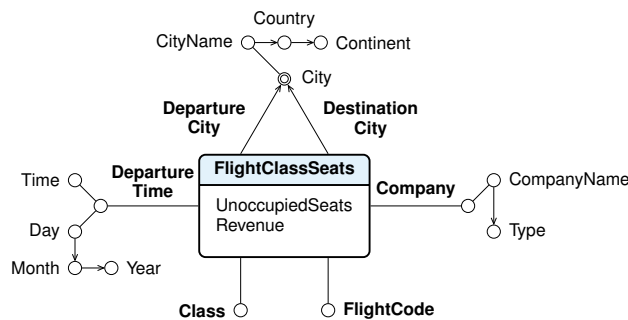 Country
CityName
Continent
City
Departure
City
Destination
City
Time
Departure
Time
FlightClassSeats
Company
CompanyName
UnoccupiedSeats
Revenue
Day
Type
Month
Year
Class
FlightCode